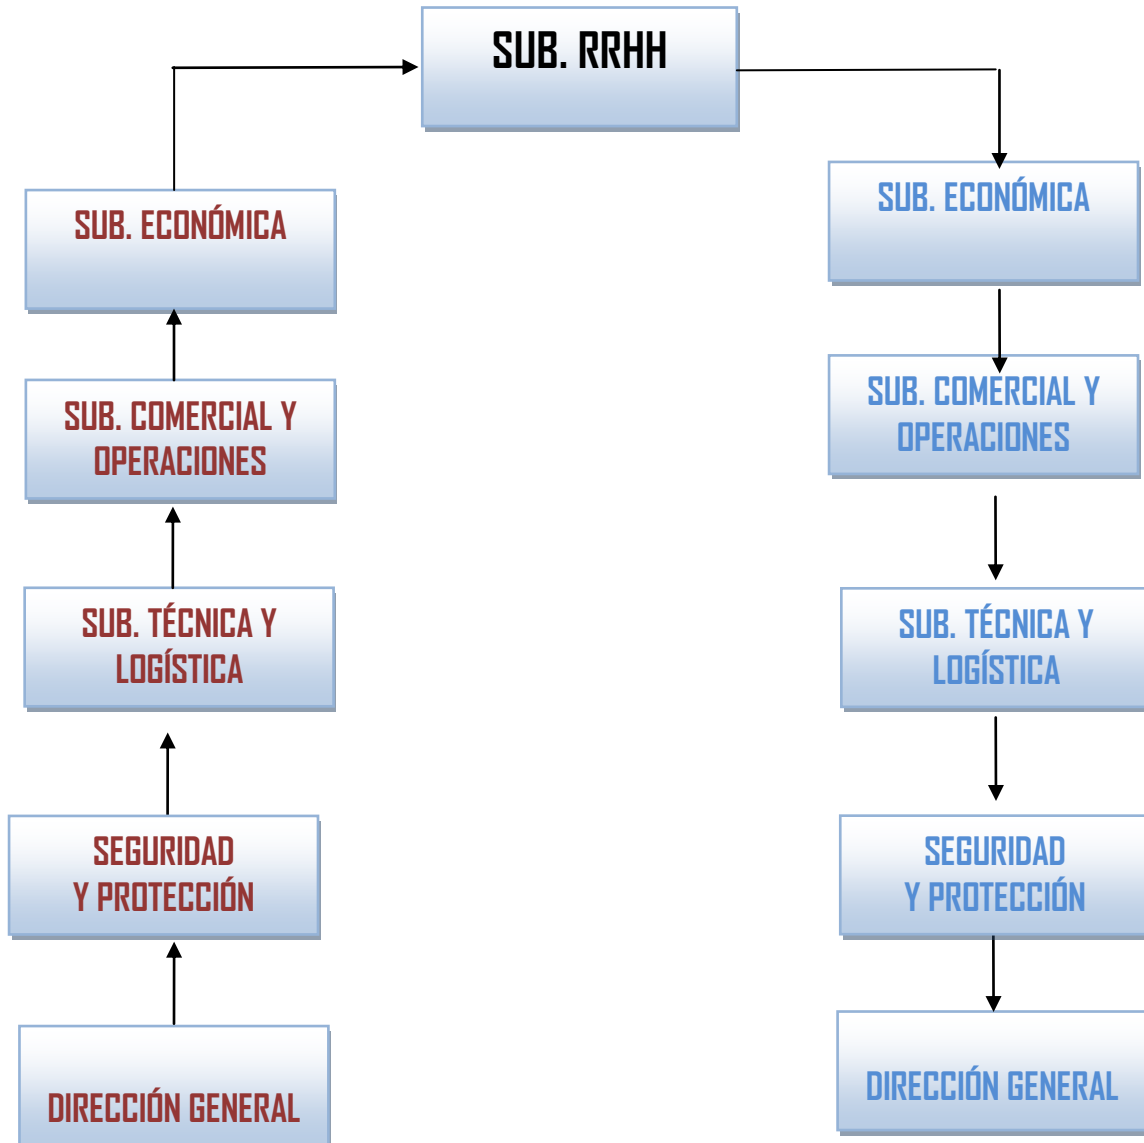 SUB. RRHH
SUB. ECONÓMICA
SUB. COMERCIAL Y
OPERACIONES
SUB. TÉCNICA Y
LOGÍSTICA
SEGURIDAD
Y PROTECCIÓN
DIRECCIÓN GENERAL
SUB. ECONÓMICA
SUB. COMERCIAL Y
OPERACIONES
SUB. TÉCNICA Y
LOGÍSTICA
SEGURIDAD
Y PROTECCIÓN
DIRECCIÓN GENERAL